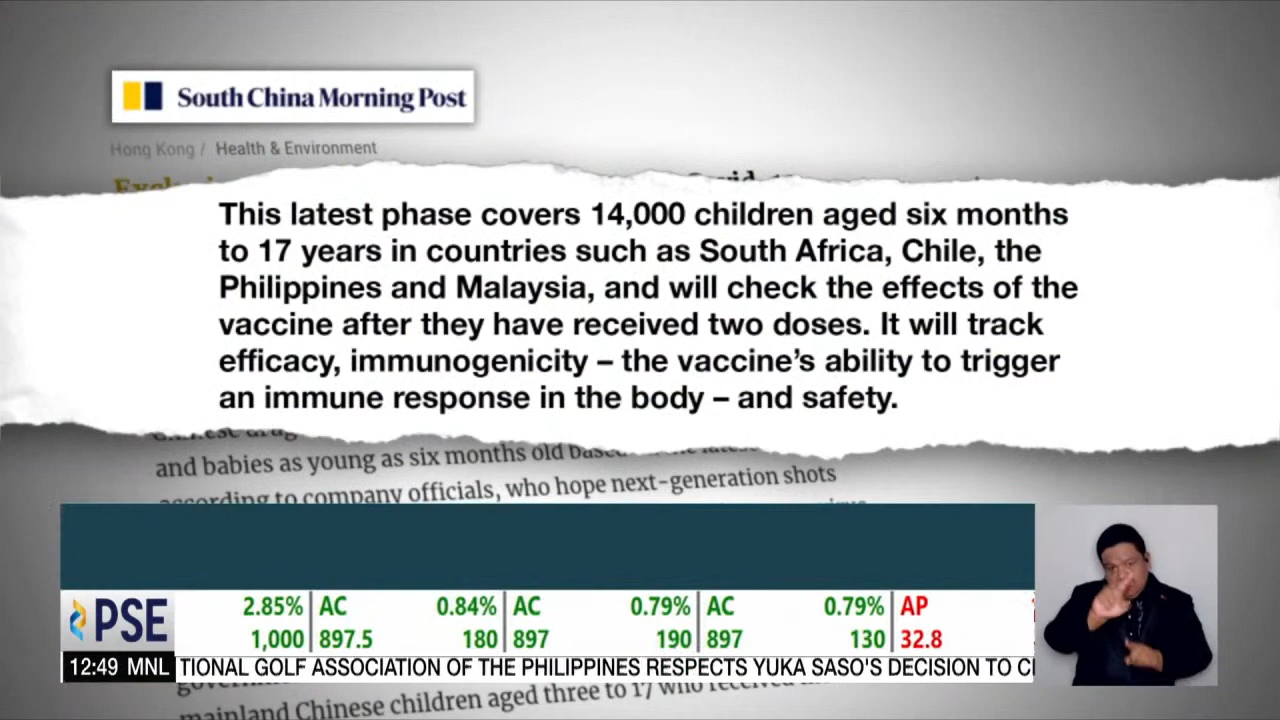 South China Morning Post
Hong Kong / Health & Environment
This latest phase covers 14,000 children aged six months
to 17 years in countries such as South Africa, Chile, the
Philippines and Malaysia, and will check the effects of the
vaccine after they have received two doses. It will track
efficacy, immunogenicity – the vaccine's ability to trigger
an immune response in the body – and safety.
and babies as young as six months old
according to company officials, who hope next-generation shots
PSE
2.85% AC 0.84% AC 0.79% AC 0.79% AP
1,000 897.5 180 897 190 897 130 32.8
12:49 MNL TIONAL GOLF ASSOCIATION OF THE PHILIPPINES RESPECTS YUKA SASO'S DECISION TO
mainland Chinese children aged three to 17 who received